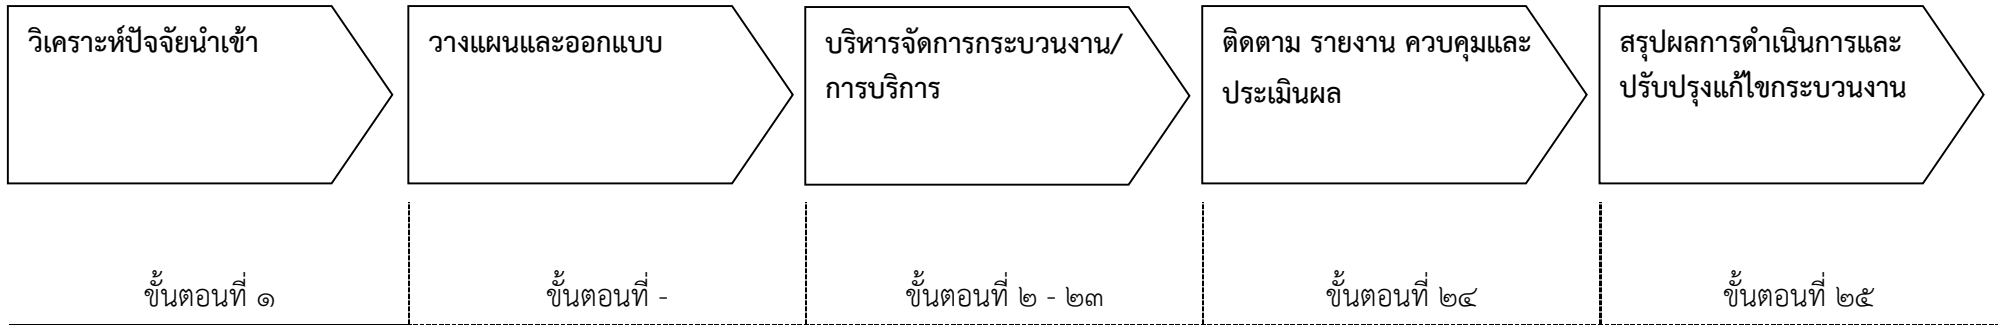 วิเคราะห์ปัจจัยนำเข้า
วางแผนและออกแบบ
บริหารจัดการกระบวนงาน/
การบริการ
ติดตาม รายงาน ควบคุมและ
ประเมินผล
สรุปผลการดำเนินการและ
ปรับปรุงแก้ไขกระบวนงาน
ขั้นตอนที่ ๑
ขั้นตอนที่ -
ขั้นตอนที่ ๒ - ๒๓
ขั้นตอนที่ ๒๔
ขั้นตอนที่ ๒๕